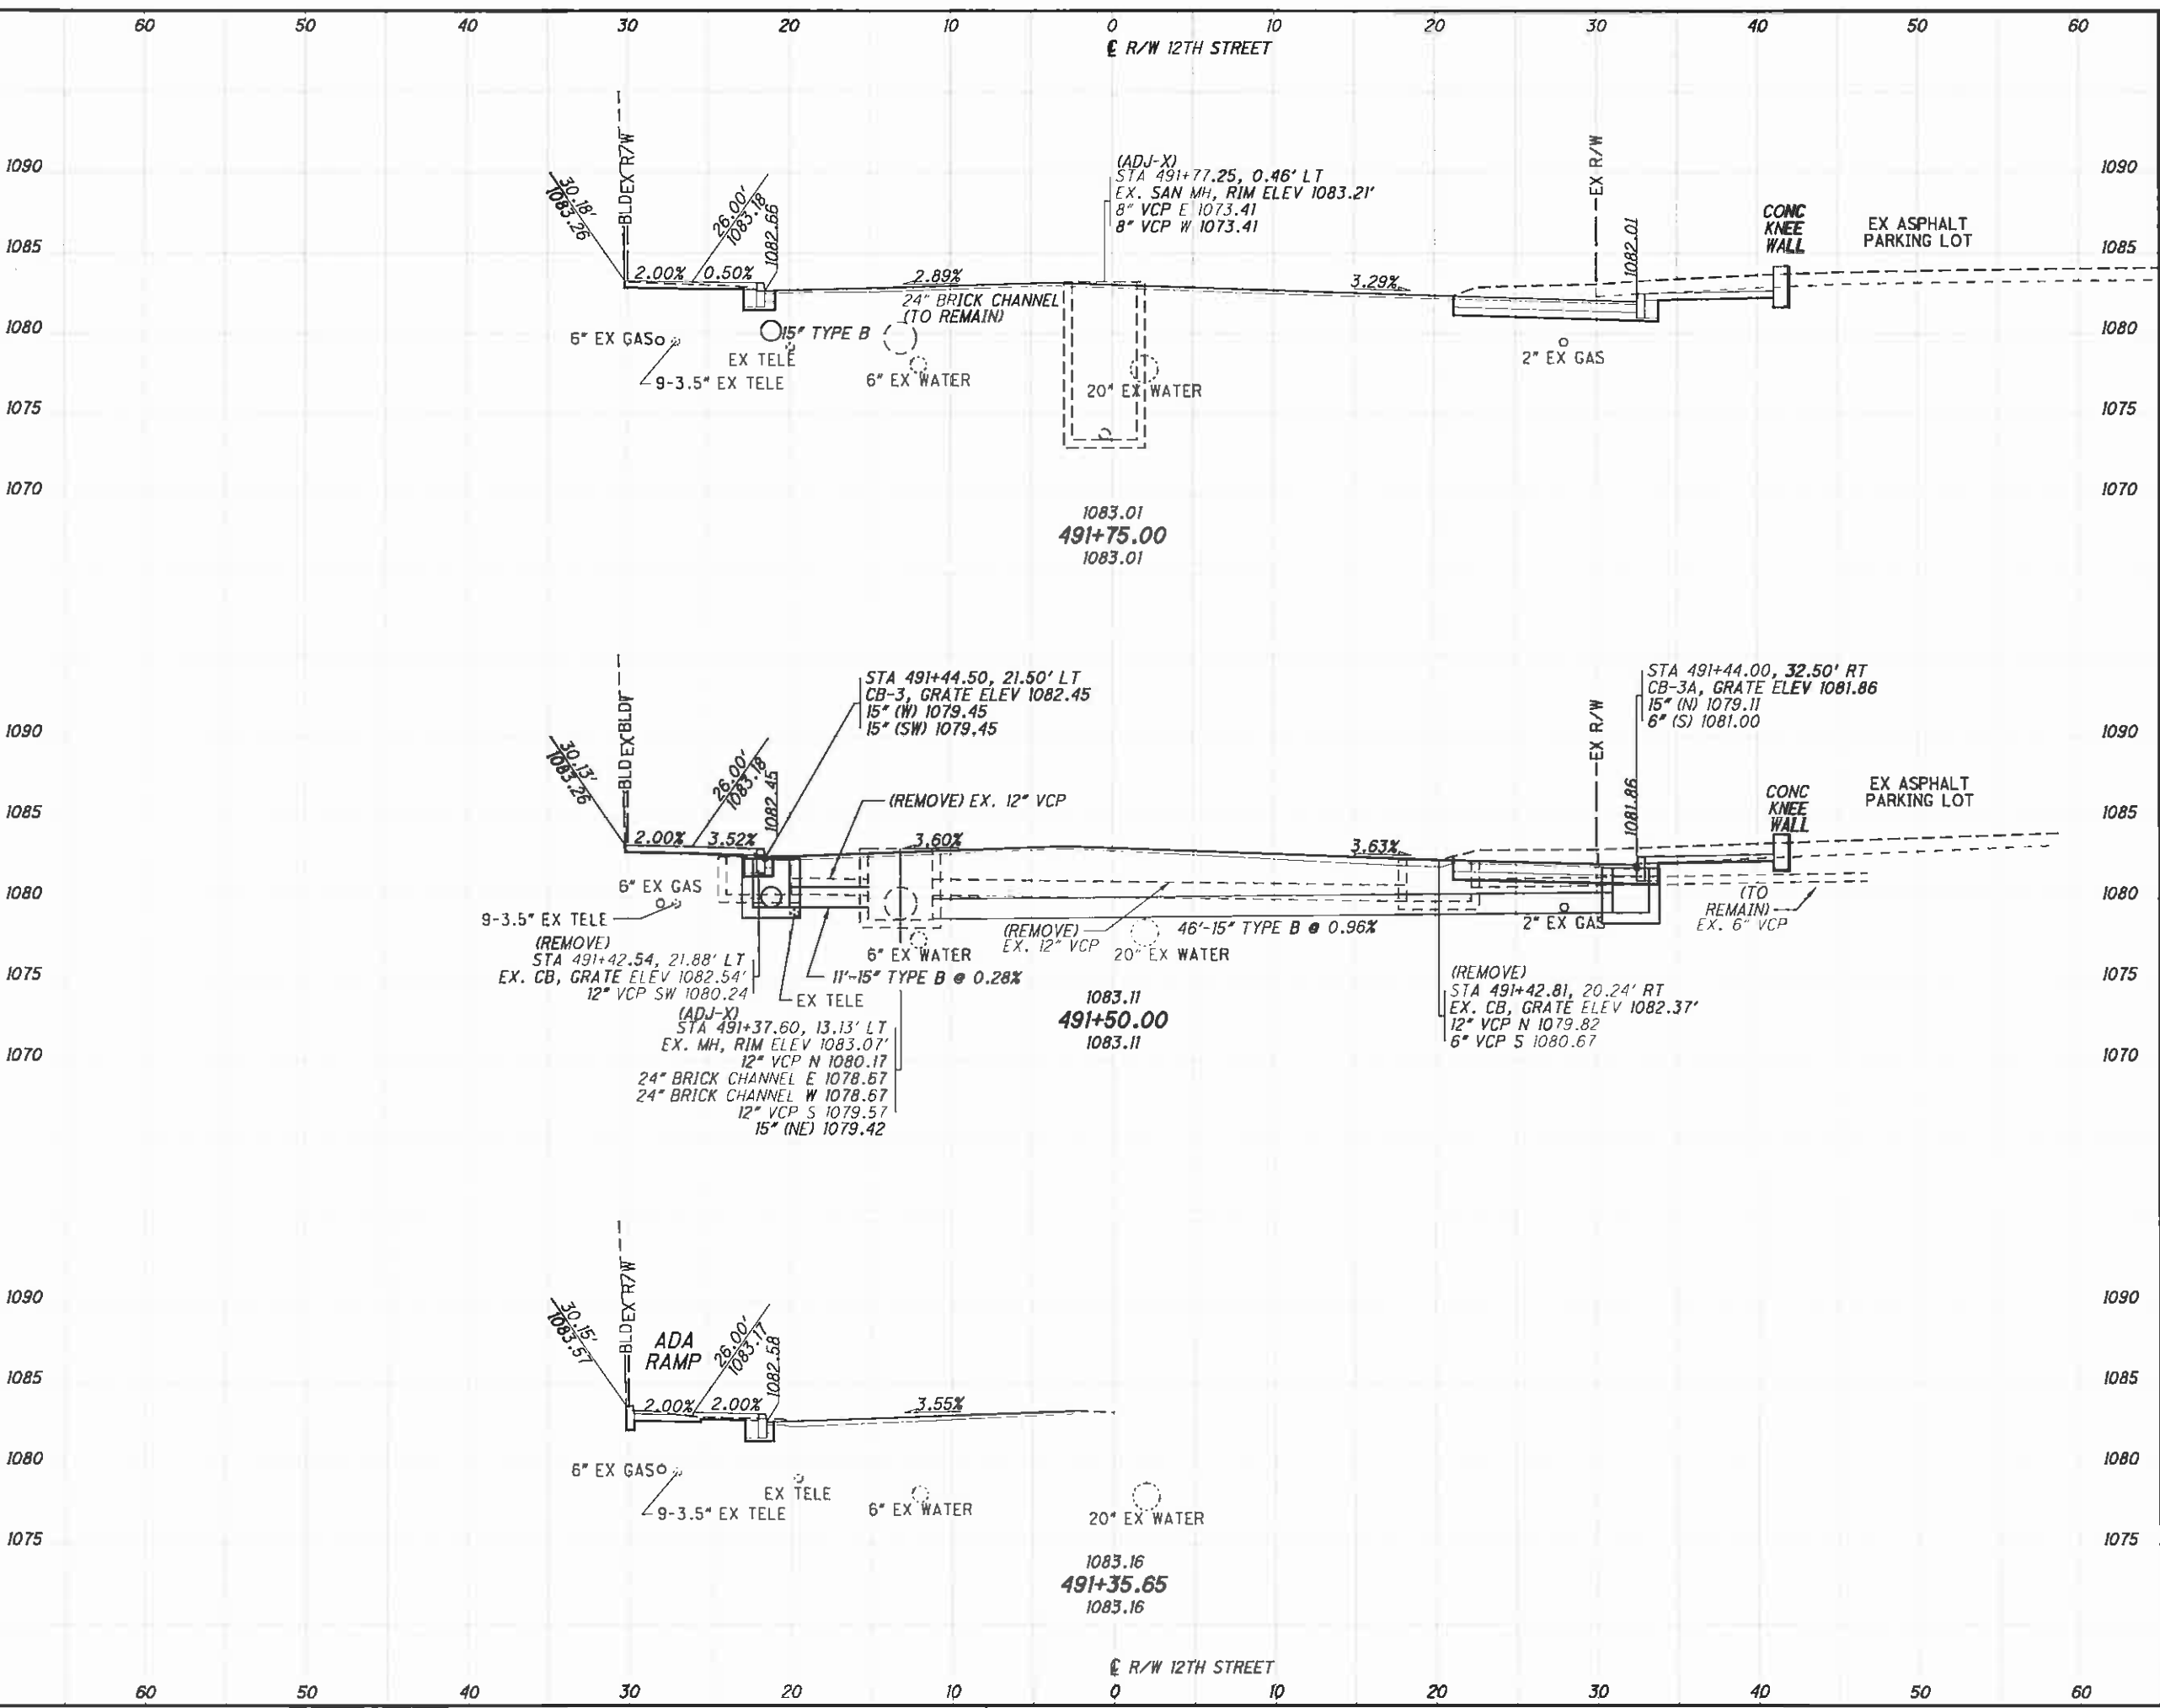 60 50 40 30 20 10 0 10 20 30 40 50 60
℄ R/W 12TH STREET
1090 1090
1085 1085
1080 1080
1075 1075
1070 1070
BLDEX R/W
30.18'
1083.26
26.00'
1083.18
1082.66
2.00% 0.50%
2.89%
3.29%
(ADJ-X)
STA 491+77.25, 0.46' LT
EX. SAN MH, RIM ELEV 1083.21'
8" VCP E 1073.41
8" VCP W 1073.41
EX R/W
1082.01
CONC
KNEE
WALL
EX ASPHALT
PARKING LOT
24" BRICK CHANNEL
(TO REMAIN)
6" EX GAS
15" TYPE B
EX TELE
9-3.5" EX TELE
6" EX WATER
20" EX WATER
2" EX GAS
1083.01
491+75.00
1083.01
1090 1090
1085 1085
1080 1080
1075 1075
1070 1070
STA 491+44.50, 21.50' LT
CB-3, GRATE ELEV 1082.45
15" (W) 1079.45
15" (SW) 1079.45
STA 491+44.00, 32.50' RT
CB-3A, GRATE ELEV 1081.86
15" (N) 1079.11
6" (S) 1081.00
30.13'
1083.26
26.00'
1083.18
1082.45
(REMOVE) EX. 12" VCP
EX R/W
1081.86
CONC
KNEE
WALL
EX ASPHALT
PARKING LOT
2.00% 3.52%
3.60%
3.63%
6" EX GAS
9-3.5" EX TELE
(REMOVE)
STA 491+42.54, 21.88' LT
EX. CB, GRATE ELEV 1082.54'
12" VCP SW 1080.24
(ADJ-X)
STA 491+37.60, 13.13' LT
EX. MH, RIM ELEV 1083.07'
12" VCP N 1080.17
24" BRICK CHANNEL E 1078.67
24" BRICK CHANNEL W 1078.67
12" VCP S 1079.57
15" (NE) 1079.42
EX TELE
11'-15" TYPE B @ 0.28%
6" EX WATER
(REMOVE)
EX. 12" VCP
46'-15" TYPE B @ 0.96%
20" EX WATER
2" EX GAS
(TO
REMAIN)
EX. 6" VCP
(REMOVE)
STA 491+42.81, 20.24' RT
EX. CB, GRATE ELEV 1082.37'
12" VCP N 1079.82
6" VCP S 1080.67
1083.11
491+50.00
1083.11
1090 1090
1085 1085
1080 1080
1075 1075
BLDEX R/W
30.15'
1083.57
ADA
RAMP
26.00'
1083.17
1082.58
2.00% 2.00%
3.55%
6" EX GAS
9-3.5" EX TELE
EX TELE
6" EX WATER
20" EX WATER
1083.16
491+35.65
1083.16
℄ R/W 12TH STREET
60 50 40 30 20 10 0 10 20 30 40 50 60